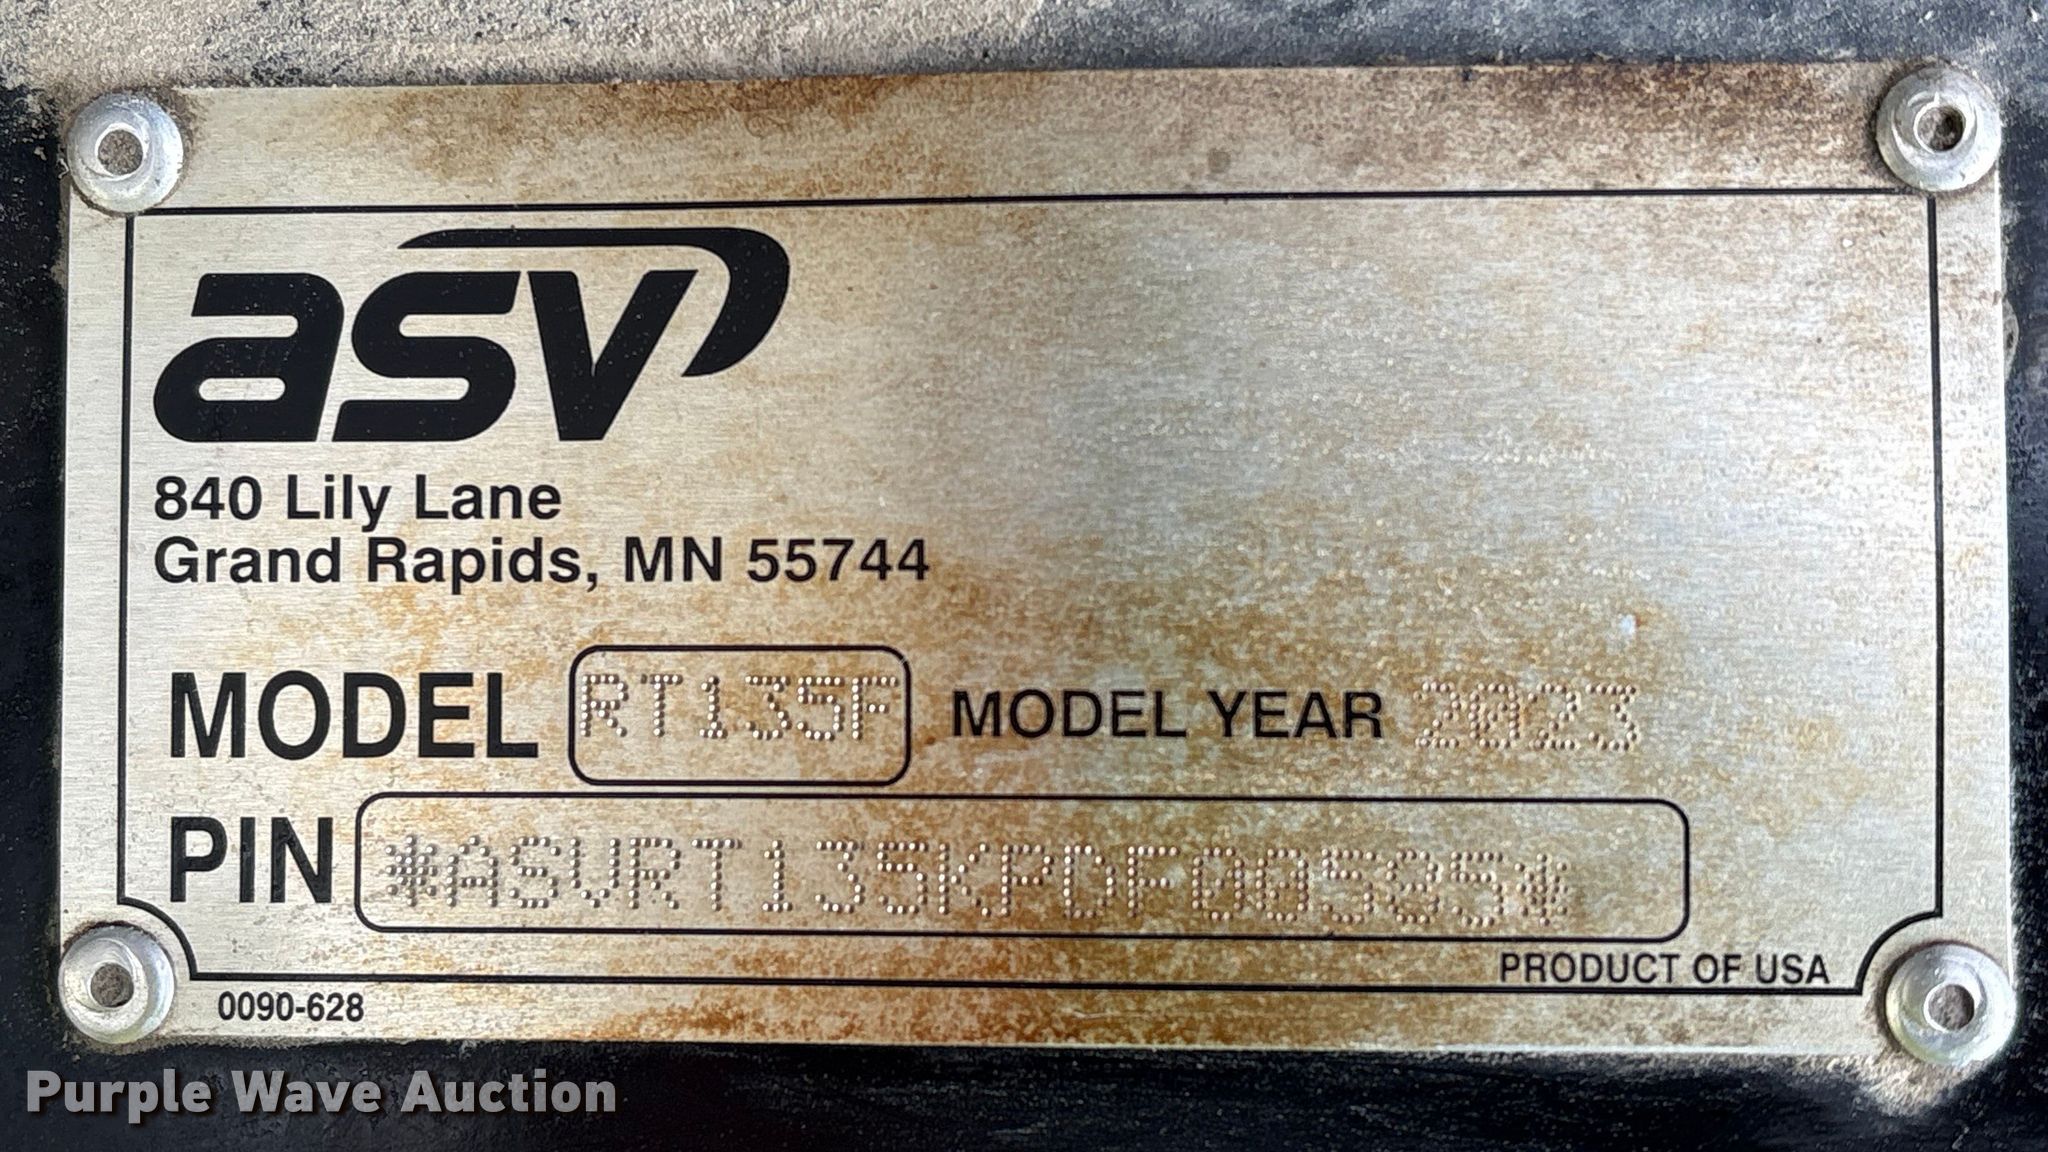 asv
840 Lily Lane
Grand Rapids, MN 55744
MODEL RT135F MODEL YEAR 2023
PIN *ASVRT135KPDF00585*
PRODUCT OF USA
0090-628
Purple Wave Auction